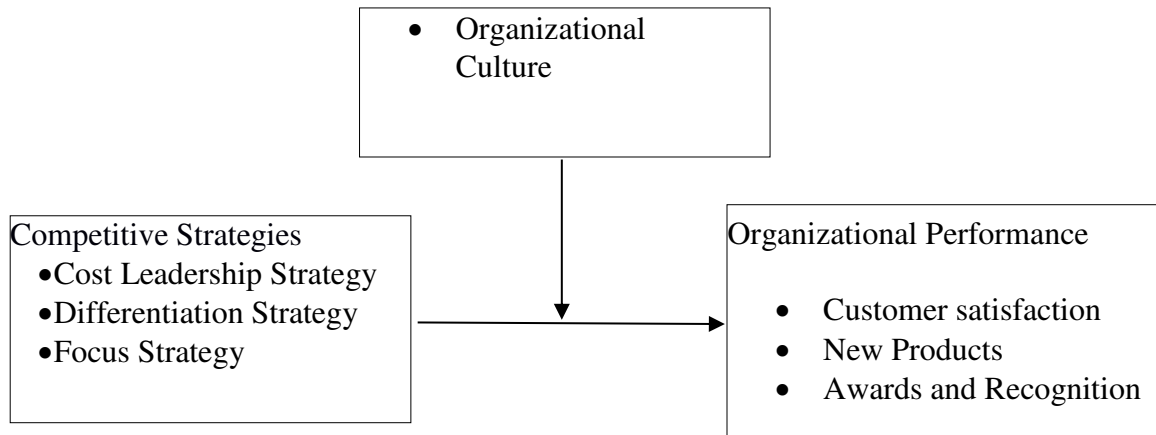 • Organizational
Culture
Competitive Strategies
•Cost Leadership Strategy
•Differentiation Strategy
•Focus Strategy
Organizational Performance
• Customer satisfaction
• New Products
• Awards and Recognition